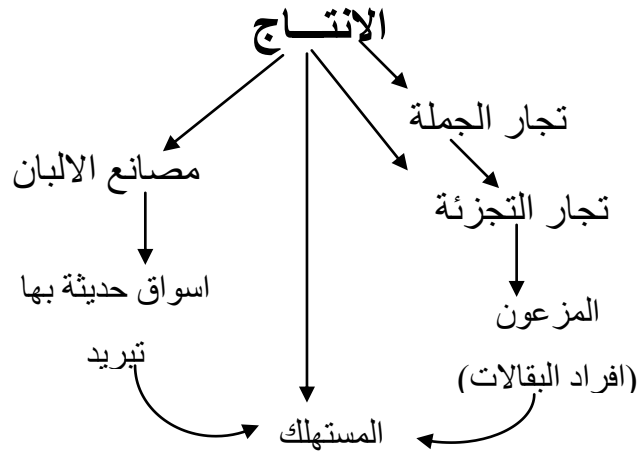 الانتـــاج
تجار الجملة
مصانع الالبان
تجار التجزئة
اسواق حديثة بها
تبريد
المزعون
(افراد البقالات)
المستهلك